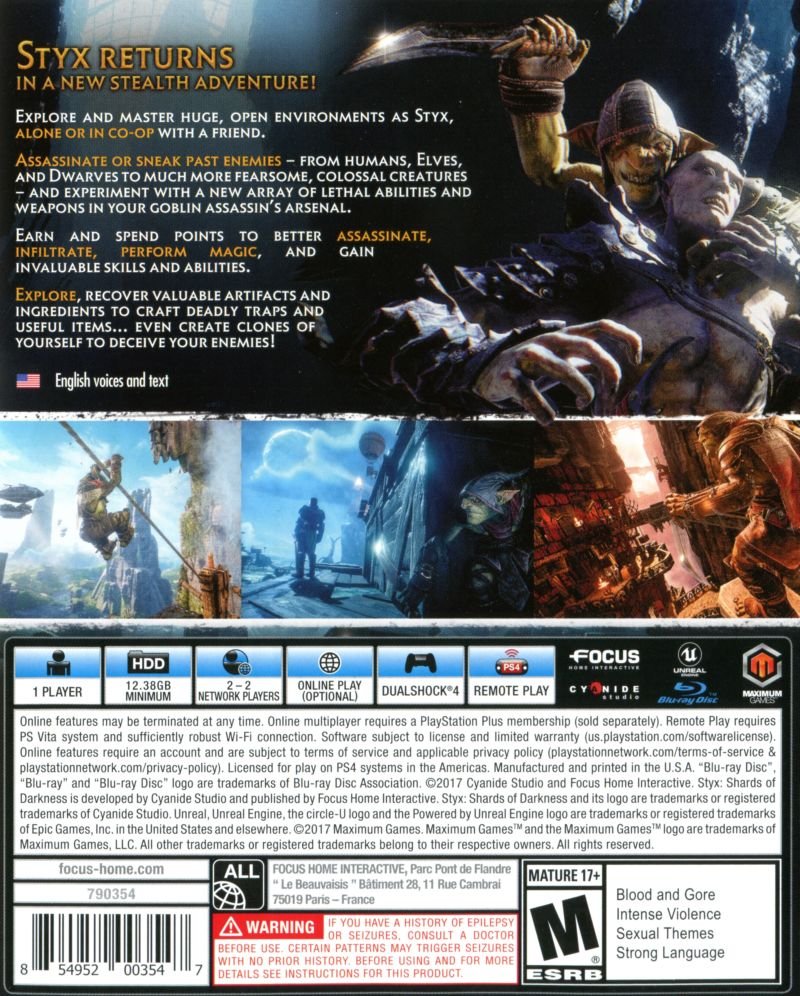 STYX RETURNS
IN A NEW STEALTH ADVENTURE!
EXPLORE AND MASTER HUGE, OPEN ENVIRONMENTS AS STYX,
ALONE OR IN CO-OP WITH A FRIEND.
ASSASSINATE OR SNEAK PAST ENEMIES – FROM HUMANS, ELVES,
AND DWARVES TO MUCH MORE FEARSOME, COLOSSAL CREATURES
– AND EXPERIMENT WITH A NEW ARRAY OF LETHAL ABILITIES AND
WEAPONS IN YOUR GOBLIN ASSASSIN'S ARSENAL.
EARN AND SPEND POINTS TO BETTER ASSASSINATE,
INFILTRATE, PERFORM MAGIC, AND GAIN
INVALUABLE SKILLS AND ABILITIES.
EXPLORE, RECOVER VALUABLE ARTIFACTS AND
INGREDIENTS TO CRAFT DEADLY TRAPS AND
USEFUL ITEMS... EVEN CREATE CLONES OF
YOURSELF TO DECEIVE YOUR ENEMIES!
English voices and text
1 PLAYER
HDD
12.38GB
MINIMUM
2 – 2
NETWORK PLAYERS
ONLINE PLAY
(OPTIONAL)
DUALSHOCK®4
PS4
REMOTE PLAY
FOCUS
HOME INTERACTIVE
CYANIDE
studio
UNREAL
ENGINE
Blu-ray Disc™
MAXIMUM
GAMES™
Online features may be terminated at any time. Online multiplayer requires a PlayStation Plus membership (sold separately). Remote Play requires
PS Vita system and sufficiently robust Wi-Fi connection. Software subject to license and limited warranty (us.playstation.com/softwarelicense).
Online features require an account and are subject to terms of service and applicable privacy policy (playstationnetwork.com/terms-of-service &
playstationnetwork.com/privacy-policy). Licensed for play on PS4 systems in the Americas. Manufactured and printed in the U.S.A. “Blu-ray Disc”,
“Blu-ray” and “Blu-ray Disc” logo are trademarks of Blu-ray Disc Association. ©2017 Cyanide Studio and Focus Home Interactive. Styx: Shards of
Darkness is developed by Cyanide Studio and published by Focus Home Interactive. Styx: Shards of Darkness and its logo are trademarks or registered
trademarks of Cyanide Studio. Unreal, Unreal Engine, the circle-U logo and the Powered by Unreal Engine logo are trademarks or registered trademarks
of Epic Games, Inc. in the United States and elsewhere. ©2017 Maximum Games. Maximum Games™ and the Maximum Games™ logo are trademarks of
Maximum Games, LLC. All other trademarks or registered trademarks belong to their respective owners. All rights reserved.
focus-home.com
790354
ALL
FOCUS HOME INTERACTIVE, Parc Pont de Flandre
“ Le Beauvaisis ” Bâtiment 28, 11 Rue Cambrai
75019 Paris – France
WARNING IF YOU HAVE A HISTORY OF EPILEPSY
OR SEIZURES, CONSULT A DOCTOR
BEFORE USE. CERTAIN PATTERNS MAY TRIGGER SEIZURES
WITH NO PRIOR HISTORY. BEFORE USING AND FOR MORE
DETAILS SEE INSTRUCTIONS FOR THIS PRODUCT.
MATURE 17+
M
®
ESRB
Blood and Gore
Intense Violence
Sexual Themes
Strong Language
8 54952 00354 7